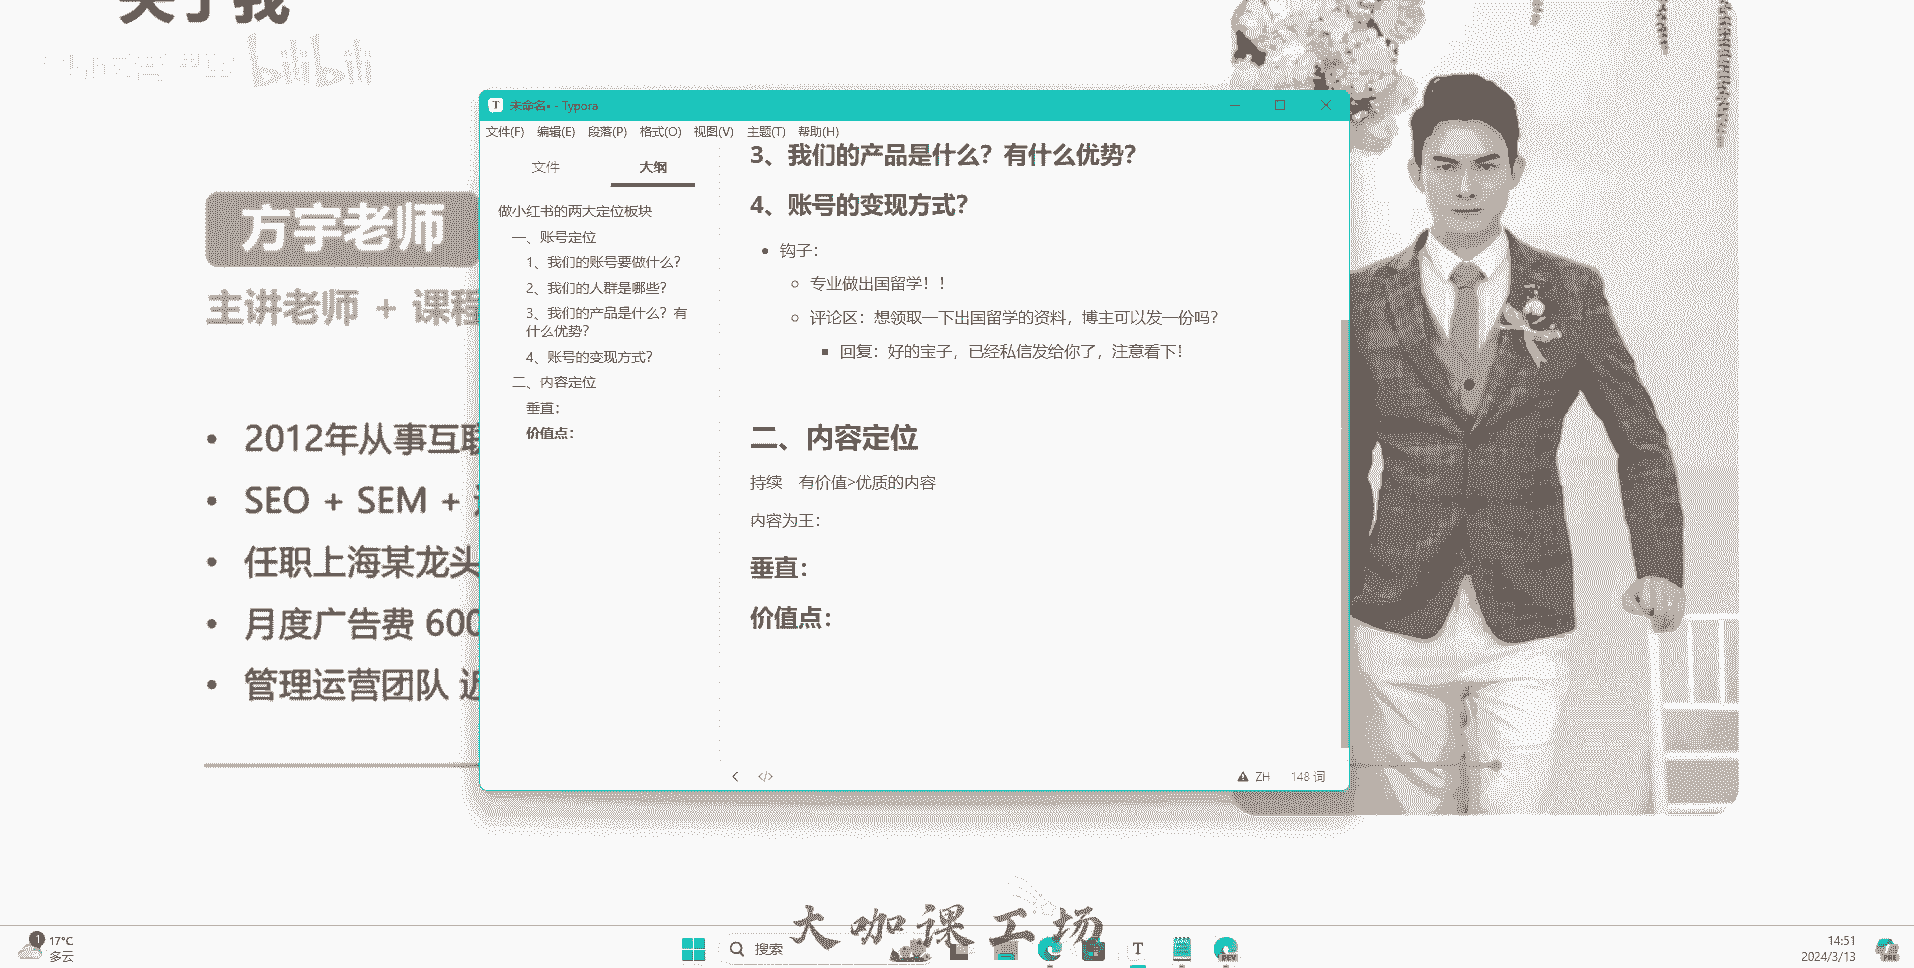 关于我
bilibili
未命名• - Typora
文件(F) 编辑(E) 段落(P) 格式(O) 视图(V) 主题(T) 帮助(H)
文件 大纲
做小红书的两大定位板块
一、账号定位
1、我们的账号要做什么？
2、我们的人群是哪些？
3、我们的产品是什么？有
什么优势？
4、账号的变现方式？
二、内容定位
垂直：
价值点：
3、我们的产品是什么？有什么优势？
4、账号的变现方式？
钩子：
专业做出国留学！！
评论区：想领取一下出国留学的资料，博主可以发一份吗？
回复：好的宝子，已经私信发给你了，注意看下！
二、内容定位
持续 有价值>优质的内容
内容为王：
垂直：
价值点：
ZH 148 词
方宇老师
主讲老师 + 课程
2012年从事互联
SEO + SEM +
任职上海某龙头
月度广告费 600
管理运营团队 近
大咖课工场
1
17°C
多云
搜索
T
DEV
14:51
2024/3/13
PRE